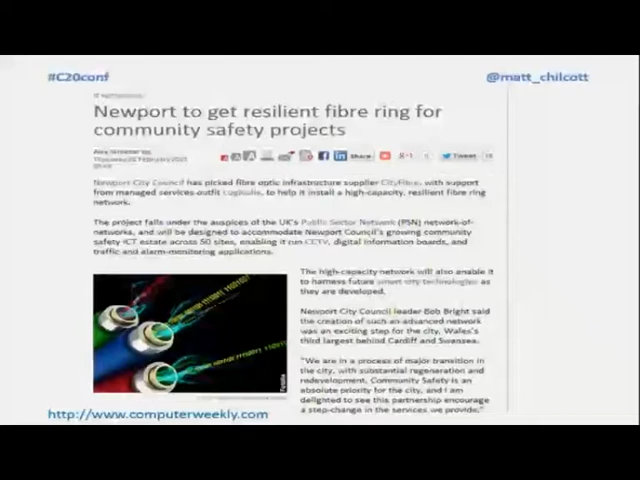 #C20conf
@matt_chilcott
Newport to get resilient fibre ring for
community safety projects
Share
Tweet
Newport City Council has picked fibre optic infrastructure supplier CityFibre, with support
from managed services outfit Capitalis, to help it install a high-capacity, resilient fibre ring
network.
The project falls under the auspices of the UK's Public Sector Network (PSN) network-of-
networks, and will be designed to accommodate Newport Council's growing community
safety ICT estate across 50 sites, enabling it run CCTV, digital information boards, and
traffic and alarm-monitoring applications.
The high-capacity network will also enable it
to harness future smart city technologies as
they are developed.
Newport City Council leader Bob Bright said
the creation of such an advanced network
was an exciting step for the city, Wales's
third largest behind Cardiff and Swansea.
"We are in a process of major transition in
the city, with substantial regeneration and
redevelopment. Community Safety is an
absolute priority for the city, and I am
delighted to see this partnership encourage
a step-change in the services we provide,"
http://www.computerweekly.com